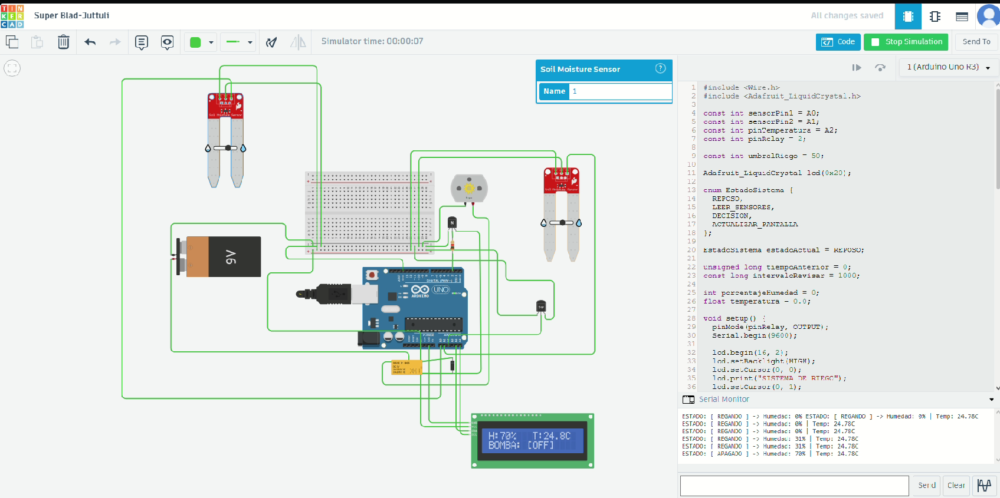 TIN
KER
CAD
Super Blad-Juttuli
All changes saved
Simulator time: 00:00:07
Code
Stop Simulation
Send To
Soil Moisture Sensor
?
Name 1
1 (Arduino Uno R3)
1 #include <Wire.h>
2 #include <Adafruit_LiquidCrystal.h>
3
4 const int sensorPin1 = A0;
5 const int sensorPin2 = A1;
6 const int pinTemperatura = A2;
7 const int pinRelay = 2;
8
9 const int umbralRiego = 50;
10
11 Adafruit_LiquidCrystal lcd(0x20);
12
13 enum EstadoSistema {
14 REPOSO,
15 LEER_SENSORES,
16 DECISION,
17 ACTUALIZAR_PANTALLA
18 };
19
20 EstadoSistema estadoActual = REPOSO;
21
22 unsigned long tiempoAnterior = 0;
23 const long intervaloRevisar = 1000;
24
25 int porcentajeHumedad = 0;
26 float temperatura = 0.0;
27
28 void setup() {
29 pinMode(pinRelay, OUTPUT);
30 Serial.begin(9600);
31
32 lcd.begin(16, 2);
33 lcd.setBacklight(HIGH);
34 lcd.setCursor(0, 0);
35 lcd.print("SISTEMA DE RIEGO");
36 lcd.setCursor(0, 1);
Serial Monitor
ESTADO: [ REGANDO ] -> Humedad: 0% ESTADO: [ REGANDO ] -> Humedad: 0% | Temp: 24.78C
ESTADO: [ REGANDO ] -> Humedad: 0% | Temp: 24.78C
ESTADO: [ REGANDO ] -> Humedad: 0% | Temp: 24.78C
ESTADO: [ REGANDO ] -> Humedad: 31% | Temp: 24.78C
ESTADO: [ REGANDO ] -> Humedad: 31% | Temp: 24.78C
ESTADO: [ APAGADO ] -> Humedad: 70% | Temp: 24.78C
Send
Clear
Soil Moisture Sensor
Soil Moisture Sensor
9V
N
TMP
DIGITAL (PWM~)
UNO
ARDUINO
POWER
H:70% T:24.8C
BOMBA: [OFF]